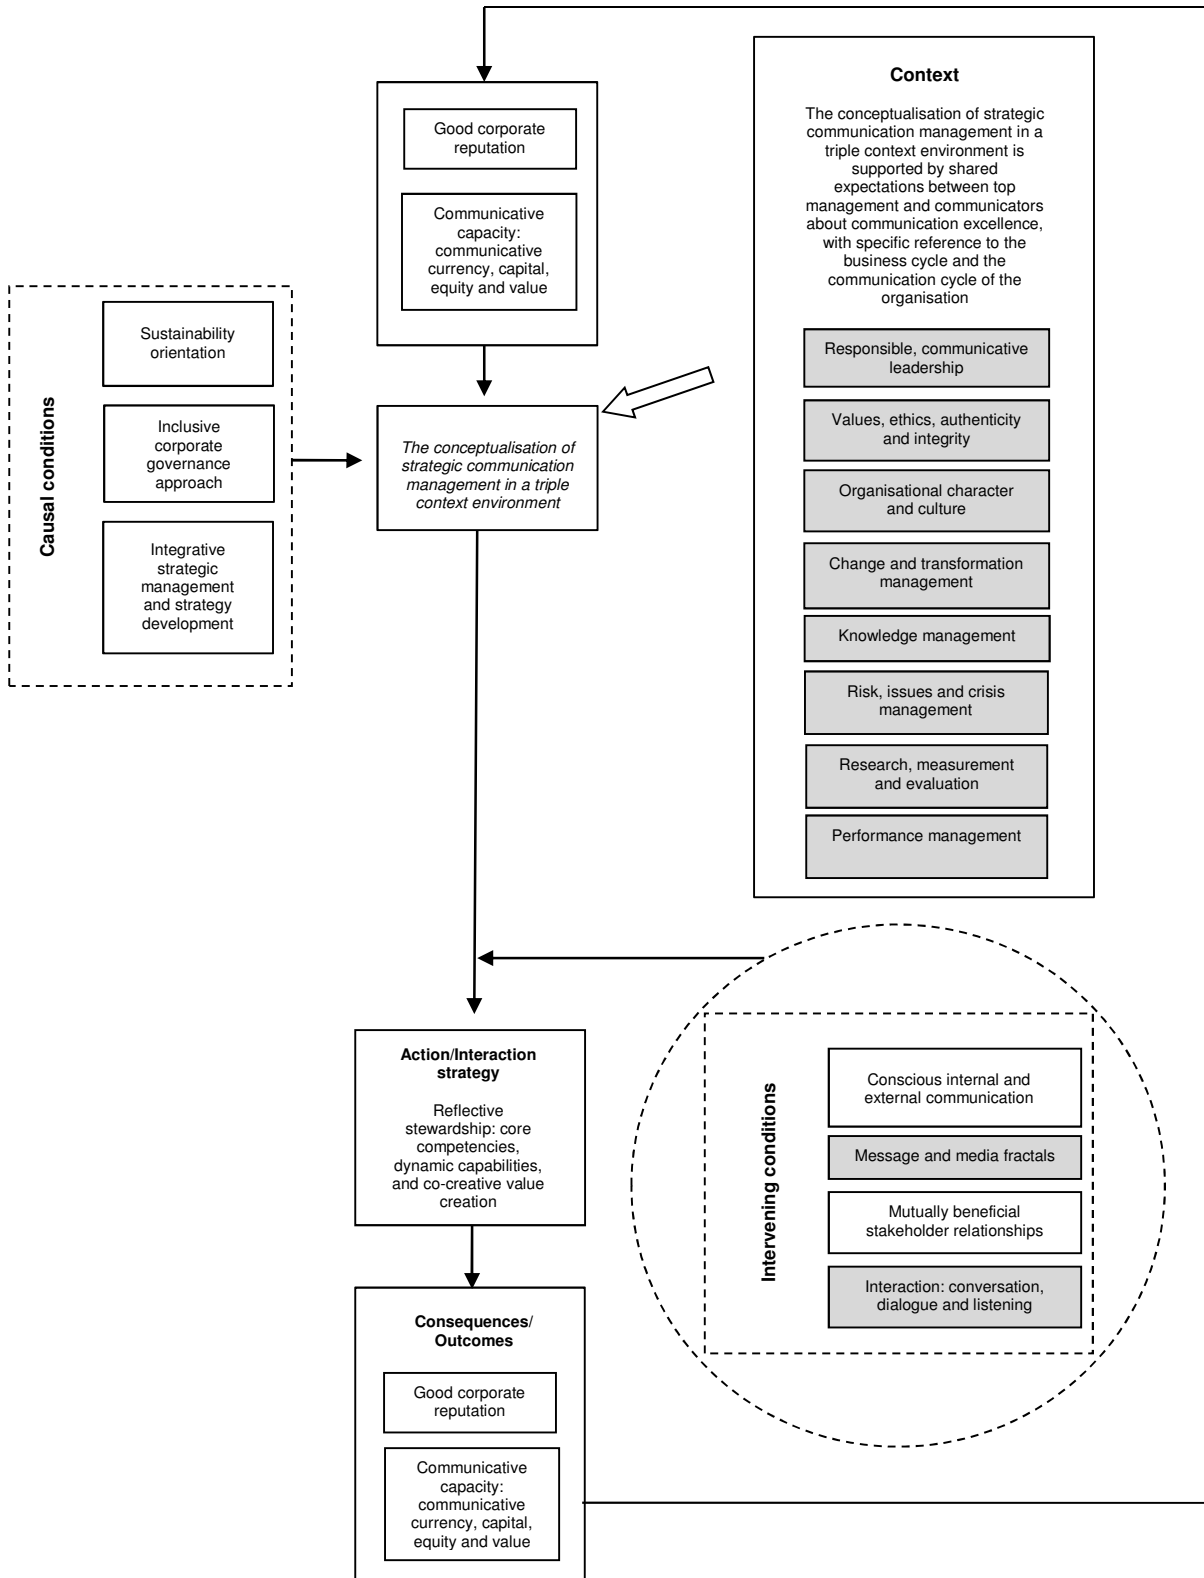 Good corporate
reputation
Communicative
capacity:
communicative
currency, capital,
equity and value
Context
The conceptualisation of strategic
communication management in a
triple context environment is
supported by shared
expectations between top
management and communicators
about communication excellence,
with specific reference to the
business cycle and the
communication cycle of the
organisation
Responsible, communicative
leadership
Values, ethics, authenticity
and integrity
Organisational character
and culture
Change and transformation
management
Knowledge management
Risk, issues and crisis
management
Research, measurement
and evaluation
Performance management
Causal conditions
Sustainability
orientation
Inclusive
corporate
governance
approach
Integrative
strategic
management
and strategy
development
The conceptualisation of
strategic communication
management in a triple
context environment
Action/Interaction
strategy
Reflective
stewardship: core
competencies,
dynamic capabilities,
and co-creative value
creation
Intervening conditions
Conscious internal and
external communication
Message and media fractals
Mutually beneficial
stakeholder relationships
Interaction: conversation,
dialogue and listening
Consequences/
Outcomes
Good corporate
reputation
Communicative
capacity:
communicative
currency, capital,
equity and value